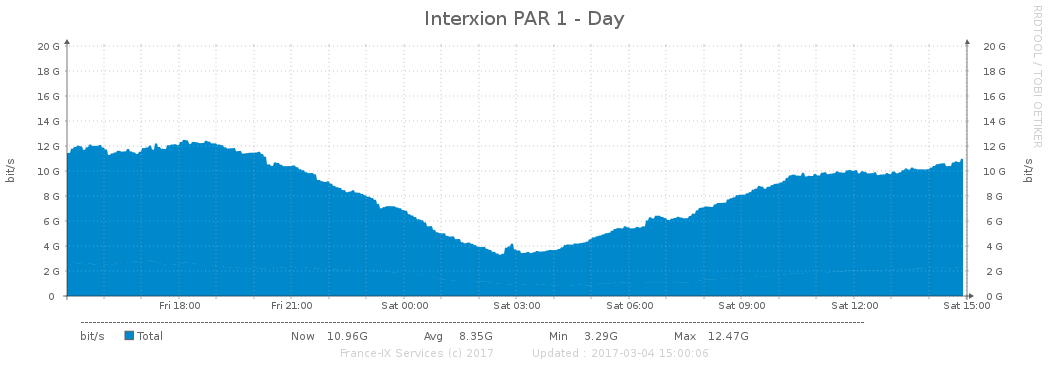 Interxion PAR 1 - Day
RRDTOOL / TOBI OETIKER
bit/s
20 G
18 G
16 G
14 G
12 G
10 G
8 G
6 G
4 G
2 G
0
20 G
18 G
16 G
14 G
12 G
10 G
8 G
6 G
4 G
2 G
0 G
bit/s
Fri 18:00 Fri 21:00 Sat 00:00 Sat 03:00 Sat 06:00 Sat 09:00 Sat 12:00 Sat 15:00
bit/s Total Now 10.96G Avg 8.35G Min 3.29G Max 12.47G
France-IX Services (c) 2017 Updated : 2017-03-04 15:00:06